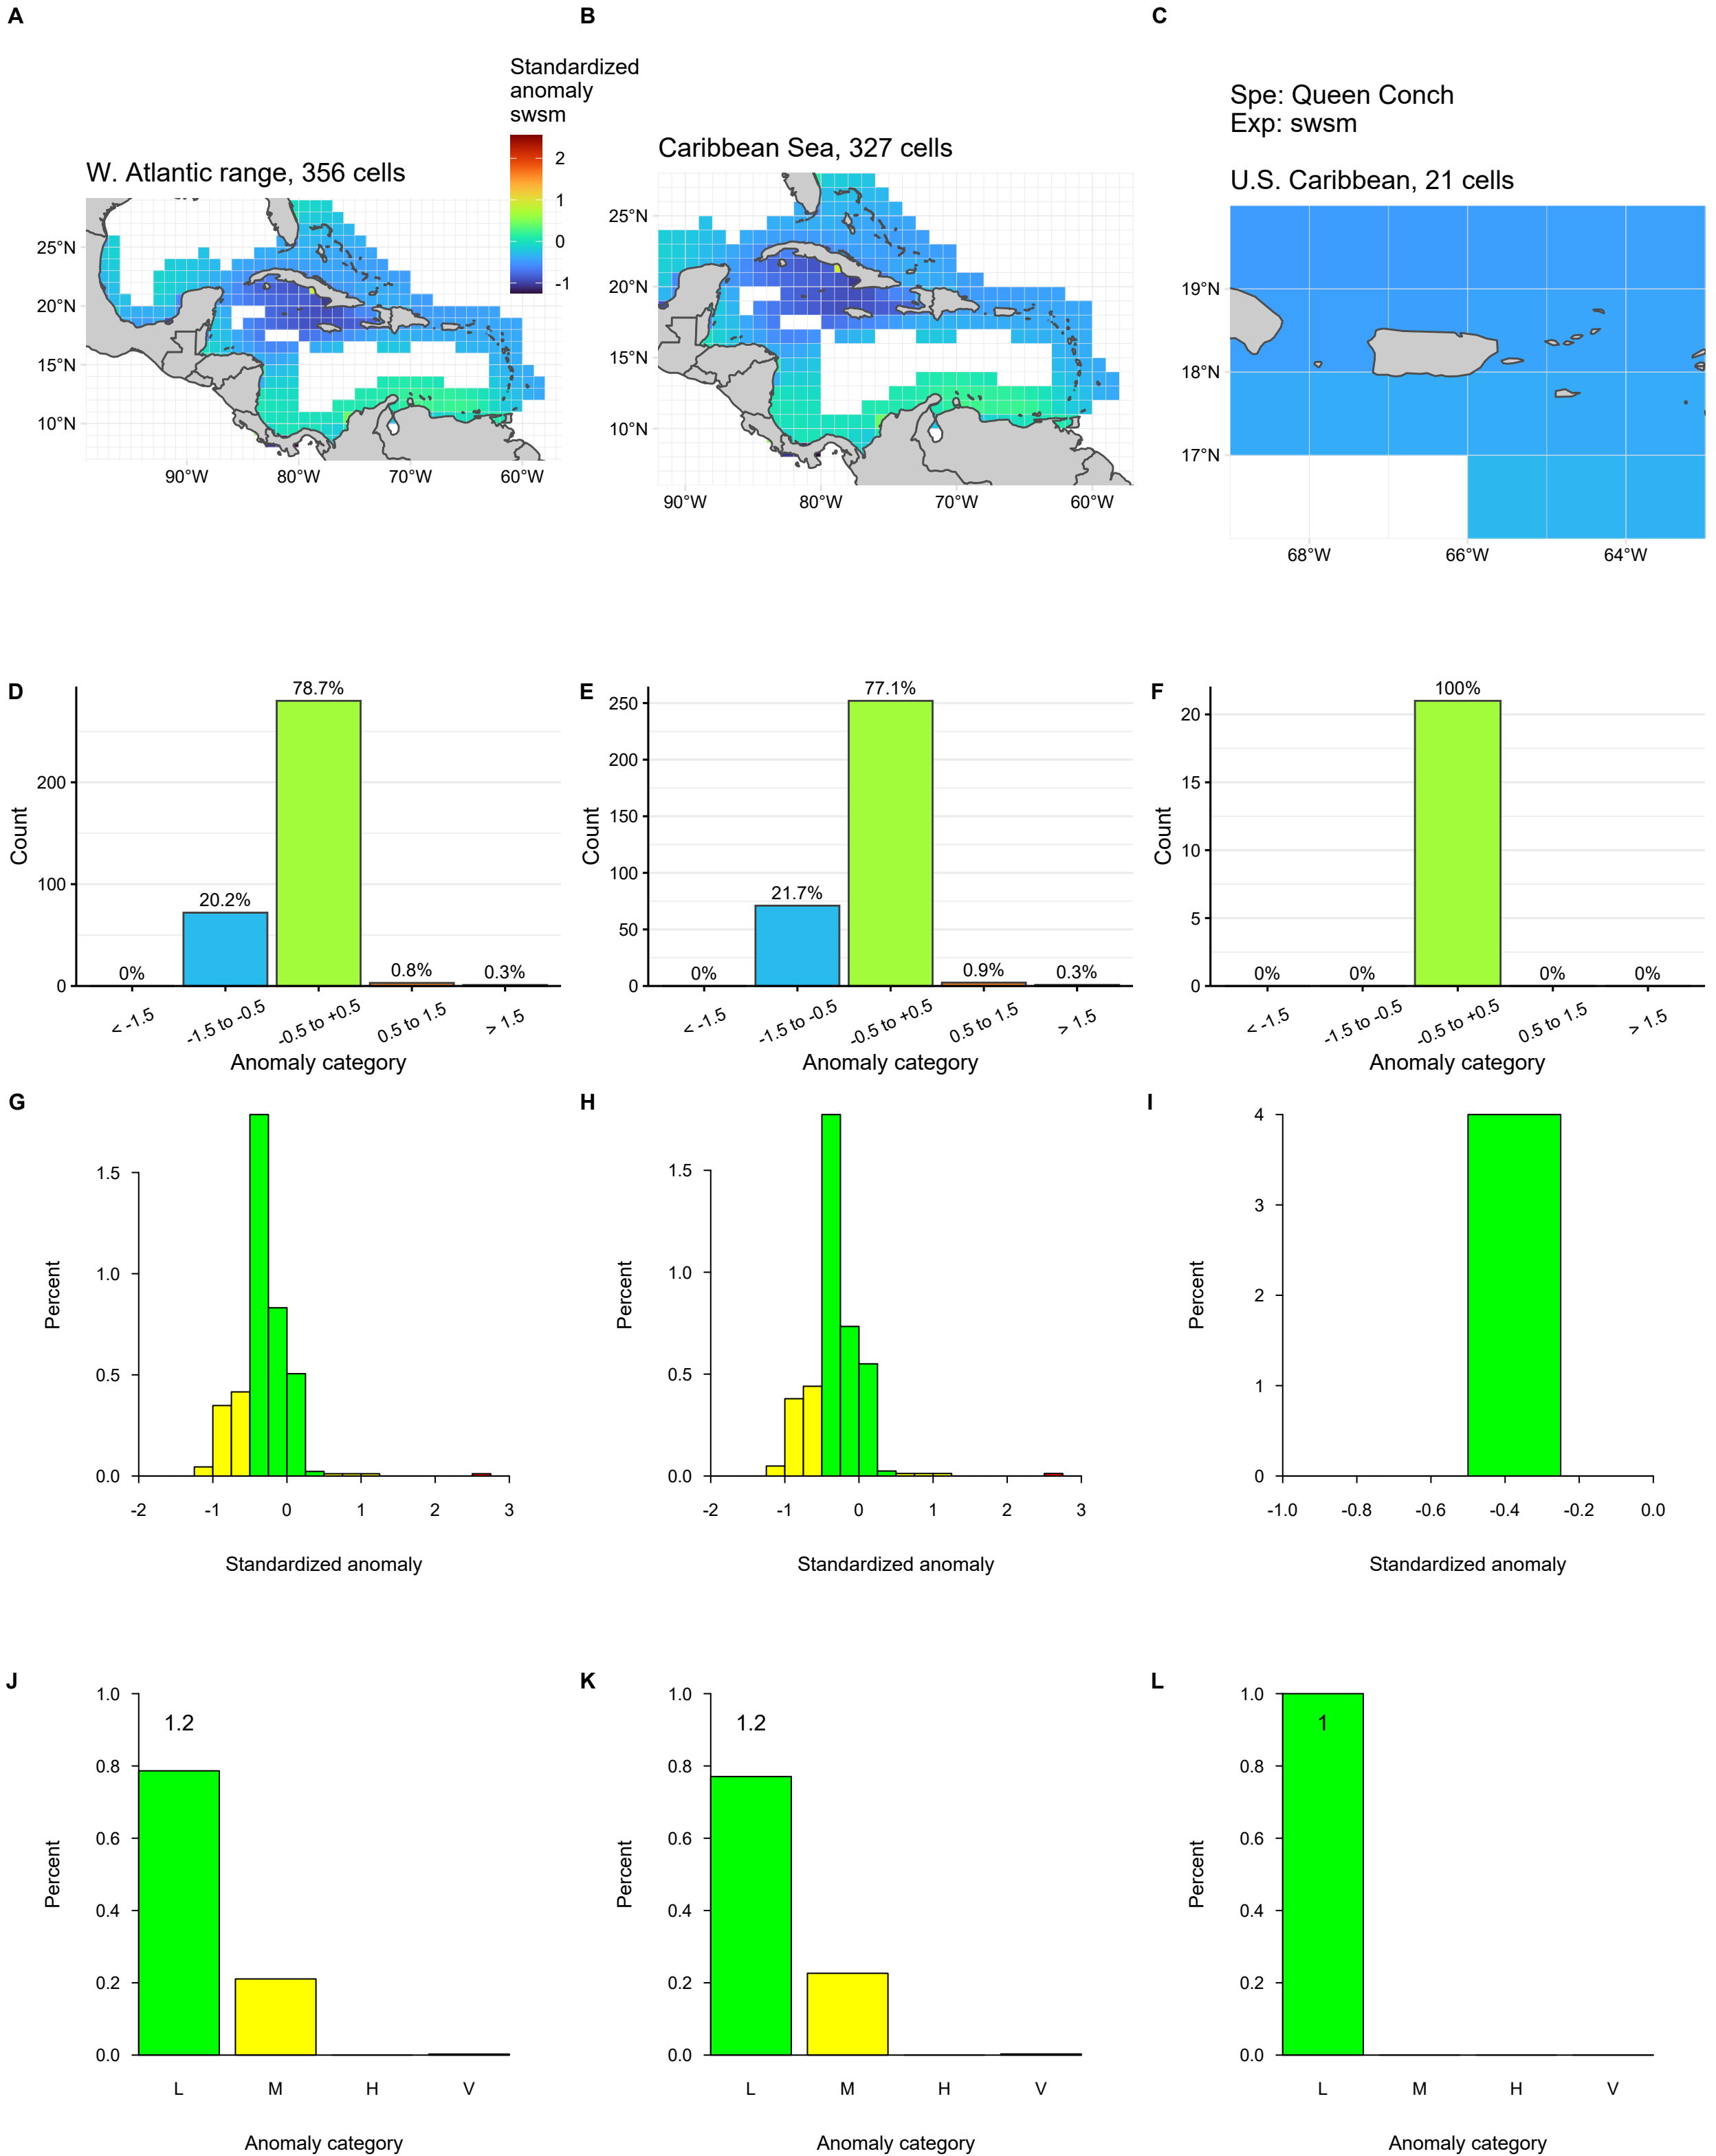 A
B
C
Standardized
anomaly
swsm
2
1
0
-1
W. Atlantic range, 356 cells
25°N
20°N
15°N
10°N
90°W
80°W
70°W
60°W
Caribbean Sea, 327 cells
25°N
20°N
15°N
10°N
90°W
80°W
70°W
60°W
Spe: Queen Conch
Exp: swsm
U.S. Caribbean, 21 cells
19°N
18°N
17°N
68°W
66°W
64°W
D
Count
200
100
0
0%
20.2%
78.7%
0.8%
0.3%
< -1.5
-1.5 to -0.5
-0.5 to +0.5
0.5 to 1.5
> 1.5
Anomaly category
E
Count
250
200
150
100
50
0
0%
21.7%
77.1%
0.9%
0.3%
< -1.5
-1.5 to -0.5
-0.5 to +0.5
0.5 to 1.5
> 1.5
Anomaly category
F
Count
20
15
10
5
0
0%
0%
100%
0%
0%
< -1.5
-1.5 to -0.5
-0.5 to +0.5
0.5 to 1.5
> 1.5
Anomaly category
G
Percent
1.5
1.0
0.5
0.0
-2
-1
0
1
2
3
Standardized anomaly
H
Percent
1.5
1.0
0.5
0.0
-2
-1
0
1
2
3
Standardized anomaly
I
Percent
4
3
2
1
0
-1.0
-0.8
-0.6
-0.4
-0.2
0.0
Standardized anomaly
J
Percent
1.0
0.8
0.6
0.4
0.2
0.0
1.2
L
M
H
V
Anomaly category
K
Percent
1.0
0.8
0.6
0.4
0.2
0.0
1.2
L
M
H
V
Anomaly category
L
Percent
1.0
0.8
0.6
0.4
0.2
0.0
1
L
M
H
V
Anomaly category